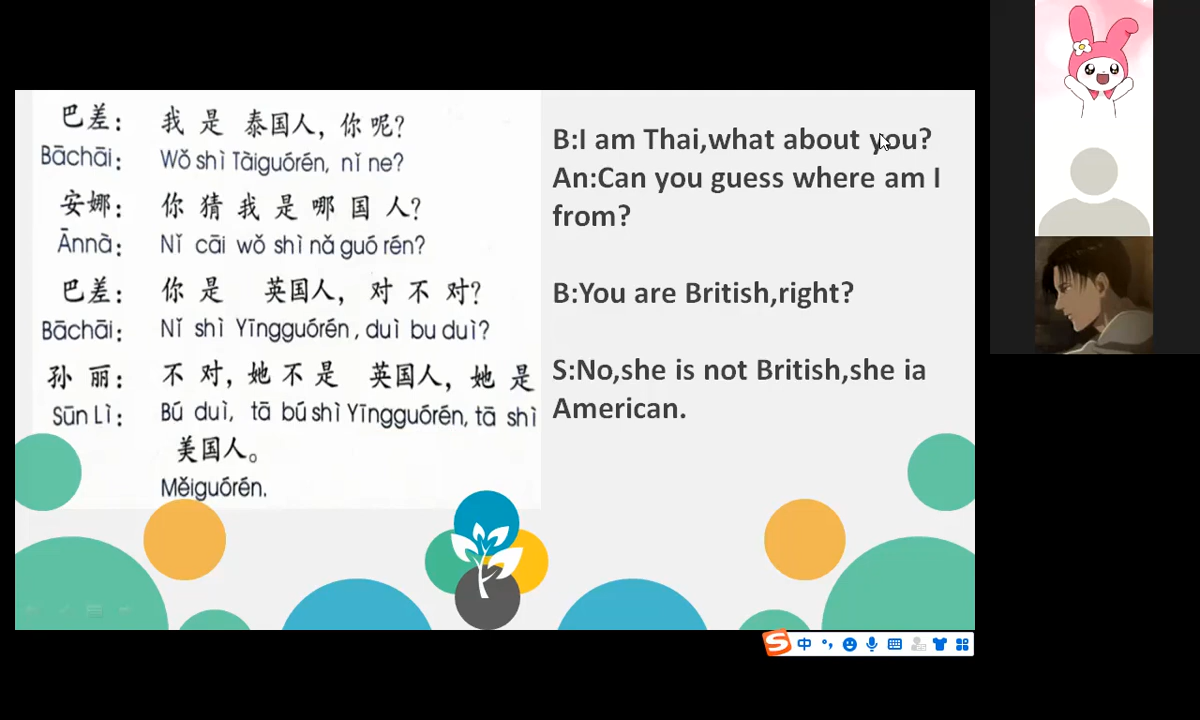 巴差： 我 是 泰国人，你 呢？
Bāchāi： Wǒ shì Tàiguórén, nǐ ne?
安娜： 你 猜 我 是 哪 国 人？
Ānnà： Nǐ cāi wǒ shì nǎ guó rén?
巴差： 你 是 英国人， 对 不 对？
Bāchāi： Nǐ shì Yīngguórén, duì bu duì?
孙 丽： 不 对，她 不 是 英国人，她 是
Sūn Lì： Bú duì, tā bú shì Yīngguórén, tā shì
美国人。
Měiguórén.
B:I am Thai,what about you?
An:Can you guess where am I
from?
B:You are British,right?
S:No,she is not British,she ia
American.
S 中